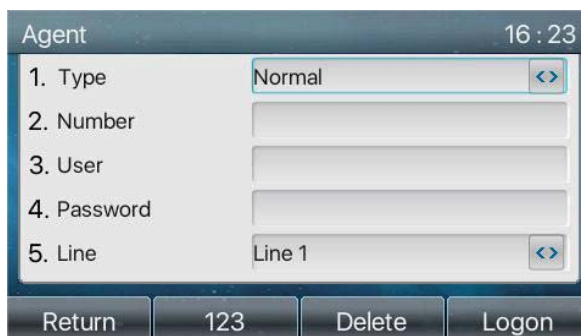 Agent 16:23
1. Type Normal
2. Number
3. User
4. Password
5. Line Line 1
Return 123 Delete Logon